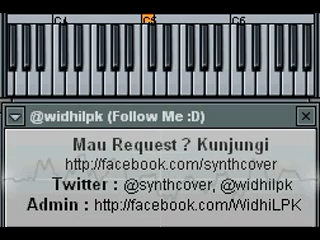 C4 C5 C6
@widhilpk (Follow Me :D)
Mau Request ? Kunjungi
http://facebook.com/synthcover
Twitter : @synthcover, @widhilpk
Admin : http://facebook.com/WidhiLPK